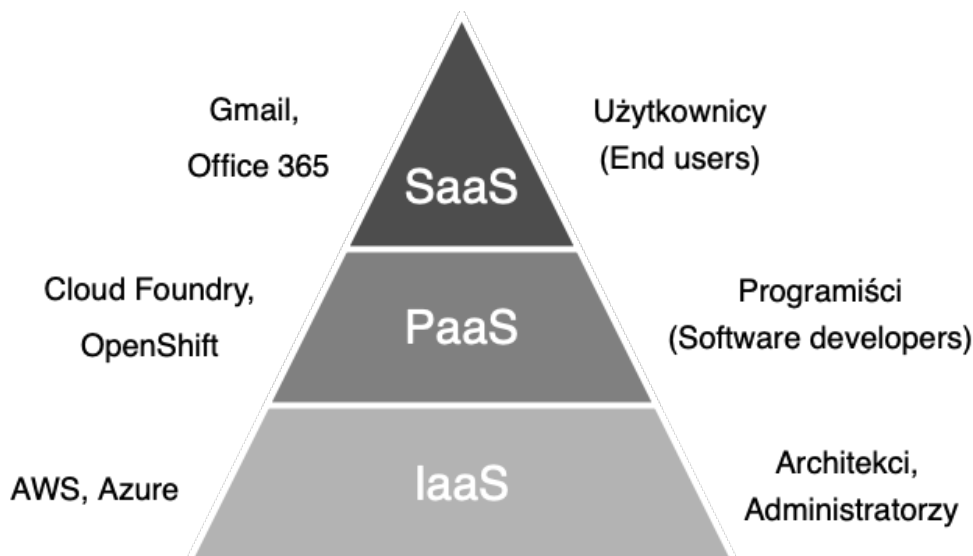 Gmail,
Office 365
SaaS
Użytkownicy
(End users)
Cloud Foundry,
OpenShift
PaaS
Programiści
(Software developers)
AWS, Azure
IaaS
Architekci,
Administratorzy